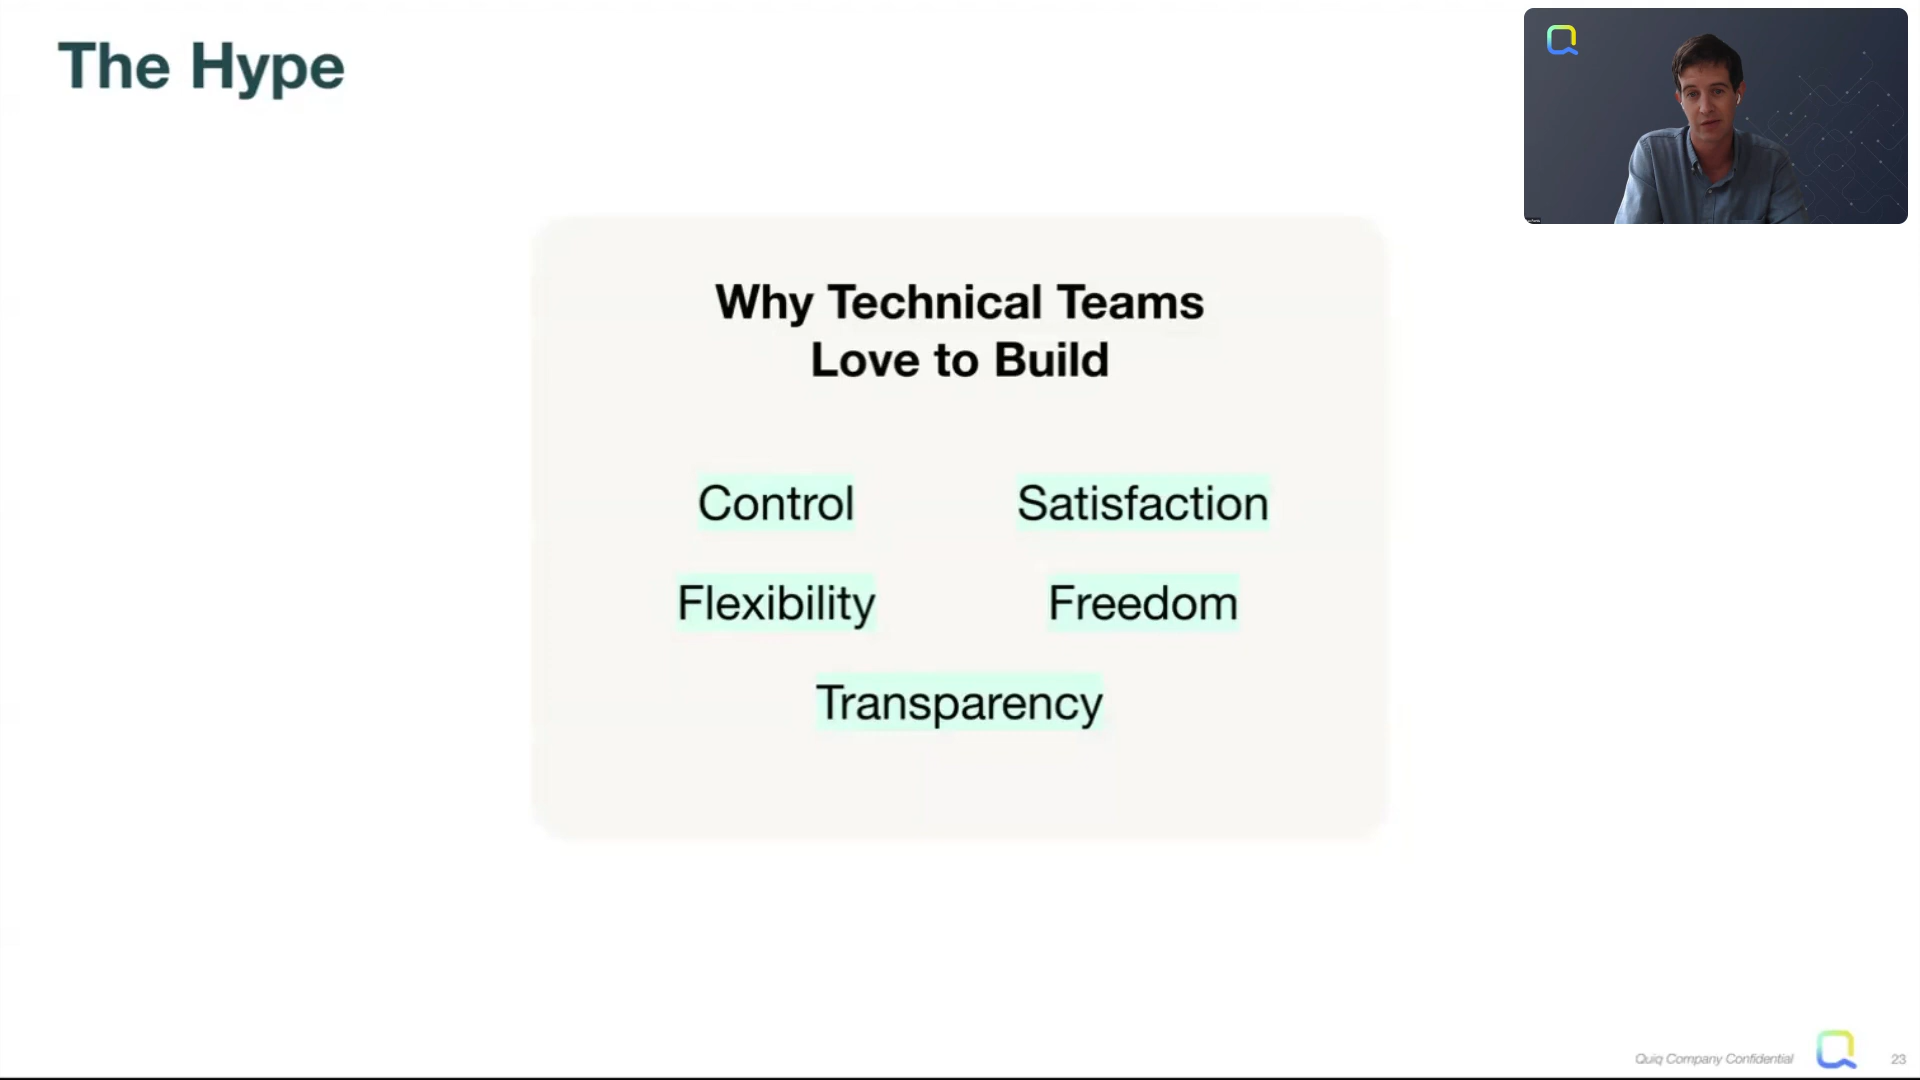 The Hype
Why Technical Teams
Love to Build
Control
Satisfaction
Flexibility
Freedom
Transparency
Quiq Company Confidential
23